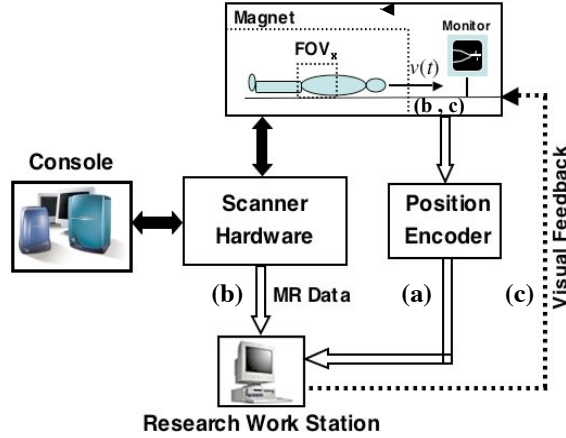 Magnet
Monitor
FOVx
v(t)
(b , c)
Console
Scanner
Hardware
Position
Encoder
Visual Feedback
(b)
MR Data
(a)
(c)
Research Work Station